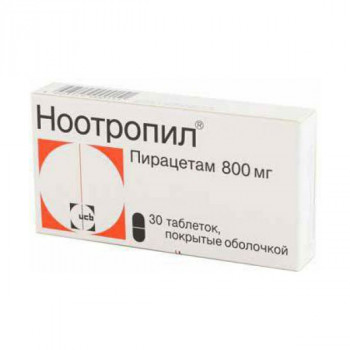 Ноотропил®
Пирацетам 800 мг
ucb
30 таблеток,
покрытые оболочкой